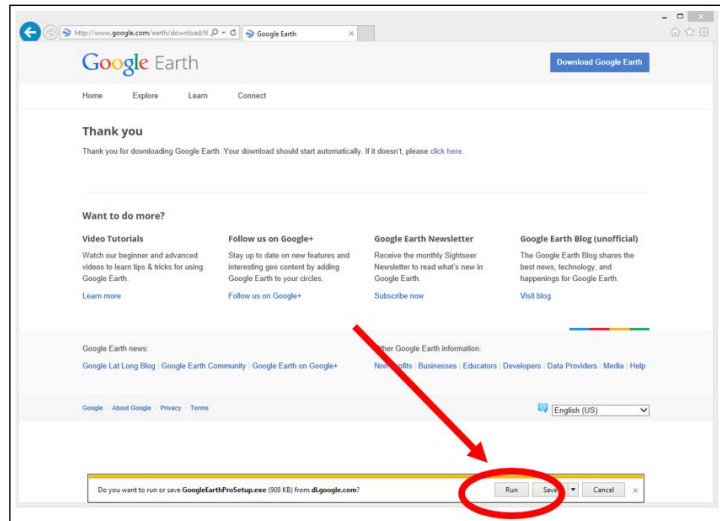 http://www.google.com/earth/download/tl
Google Earth
Google Earth
Download Google Earth
Home Explore Learn Connect
Thank you
Thank you for downloading Google Earth. Your download should start automatically. If it doesn't, please click here.
Want to do more?
Video Tutorials
Watch our beginner and advanced
videos to learn tips & tricks for using
Google Earth.
Learn more
Follow us on Google+
Stay up to date on new features and
interesting geo content by adding
Google Earth to your circles.
Follow us on Google+
Google Earth Newsletter
Receive the monthly Sightseer
Newsletter to read what's new in
Google Earth.
Subscribe now
Google Earth Blog (unofficial)
The Google Earth Blog shares the
best news, technology, and
happenings for Google Earth.
Visit blog
Google Earth news:
Google Lat Long Blog | Google Earth Community | Google Earth on Google+
Other Google Earth information:
Non-profits | Businesses | Educators | Developers | Data Providers | Media | Help
Google - About Google - Privacy - Terms
English (US)
Do you want to run or save GoogleEarthProSetup.exe (908 KB) from dl.google.com?
Run Save Cancel